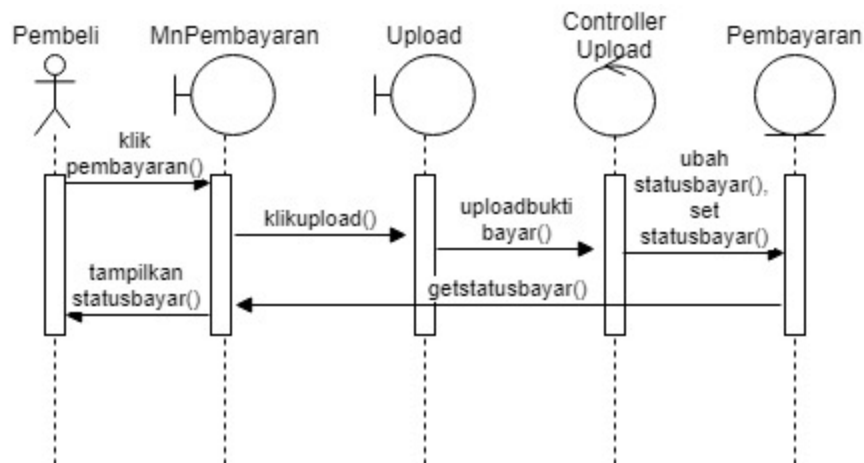 Pembeli
MnPembayaran
Upload
Controller
Upload
Pembayaran
klik
pembayaran()
klikupload()
uploadbukti
bayar()
ubah
statusbayar(),
set
statusbayar()
getstatusbayar()
tampilkan
statusbayar()